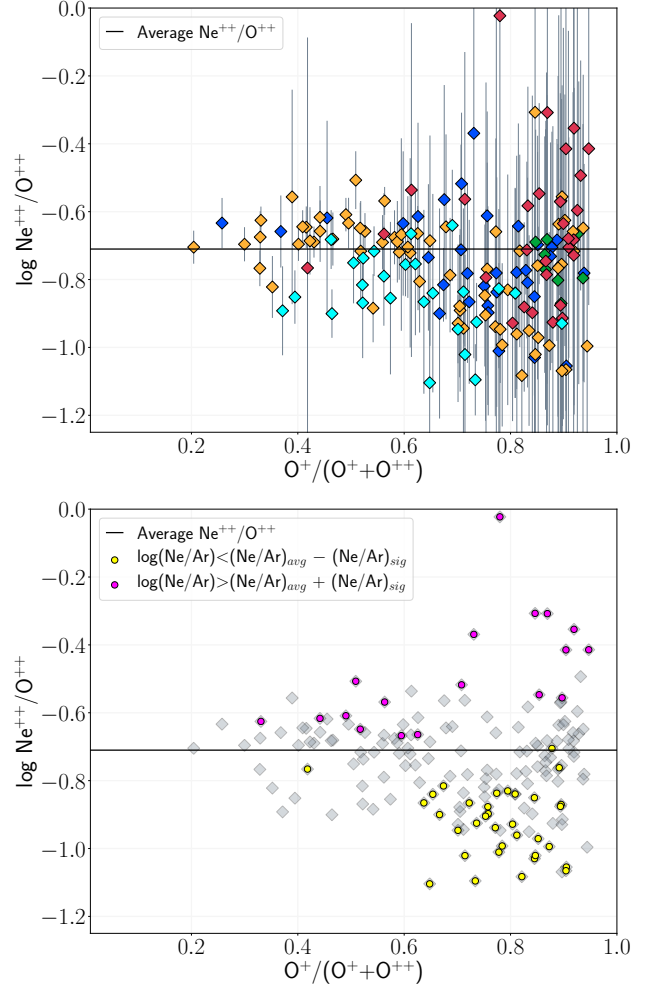 0.0
−0.2
−0.4
−0.6
−0.8
−1.0
−1.2
log Ne⁺⁺/O⁺⁺
Average Ne⁺⁺/O⁺⁺
0.2 0.4 0.6 0.8 1.0
O⁺/(O⁺+O⁺⁺)
0.0
−0.2
−0.4
−0.6
−0.8
−1.0
−1.2
log Ne⁺⁺/O⁺⁺
Average Ne⁺⁺/O⁺⁺
log(Ne/Ar)<(Ne/Ar)avg − (Ne/Ar)sig
log(Ne/Ar)>(Ne/Ar)avg + (Ne/Ar)sig
0.2 0.4 0.6 0.8 1.0
O⁺/(O⁺+O⁺⁺)